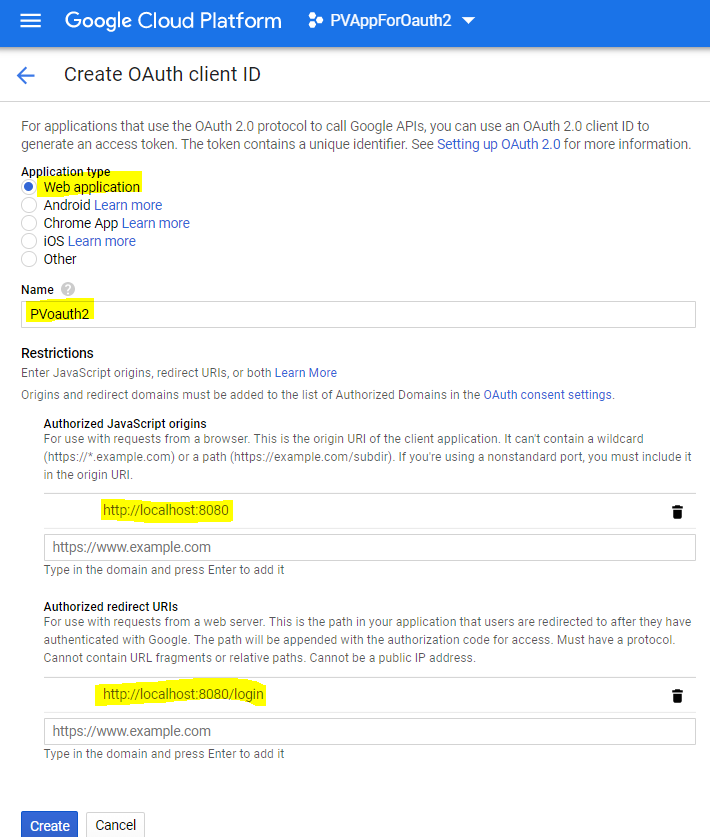 Google Cloud Platform PVAppForOauth2
Create OAuth client ID
For applications that use the OAuth 2.0 protocol to call Google APIs, you can use an OAuth 2.0 client ID to
generate an access token. The token contains a unique identifier. See Setting up OAuth 2.0 for more information.
Application type
Web application
Android Learn more
Chrome App Learn more
iOS Learn more
Other
Name ?
PVoauth2
Restrictions
Enter JavaScript origins, redirect URIs, or both Learn More
Origins and redirect domains must be added to the list of Authorized Domains in the OAuth consent settings.
Authorized JavaScript origins
For use with requests from a browser. This is the origin URI of the client application. It can't contain a wildcard
(https://*.example.com) or a path (https://example.com/subdir). If you're using a nonstandard port, you must include it
in the origin URI.
http://localhost:8080
https://www.example.com
Type in the domain and press Enter to add it
Authorized redirect URIs
For use with requests from a web server. This is the path in your application that users are redirected to after they have
authenticated with Google. The path will be appended with the authorization code for access. Must have a protocol.
Cannot contain URL fragments or relative paths. Cannot be a public IP address.
http://localhost:8080/login
https://www.example.com
Type in the domain and press Enter to add it
Create Cancel